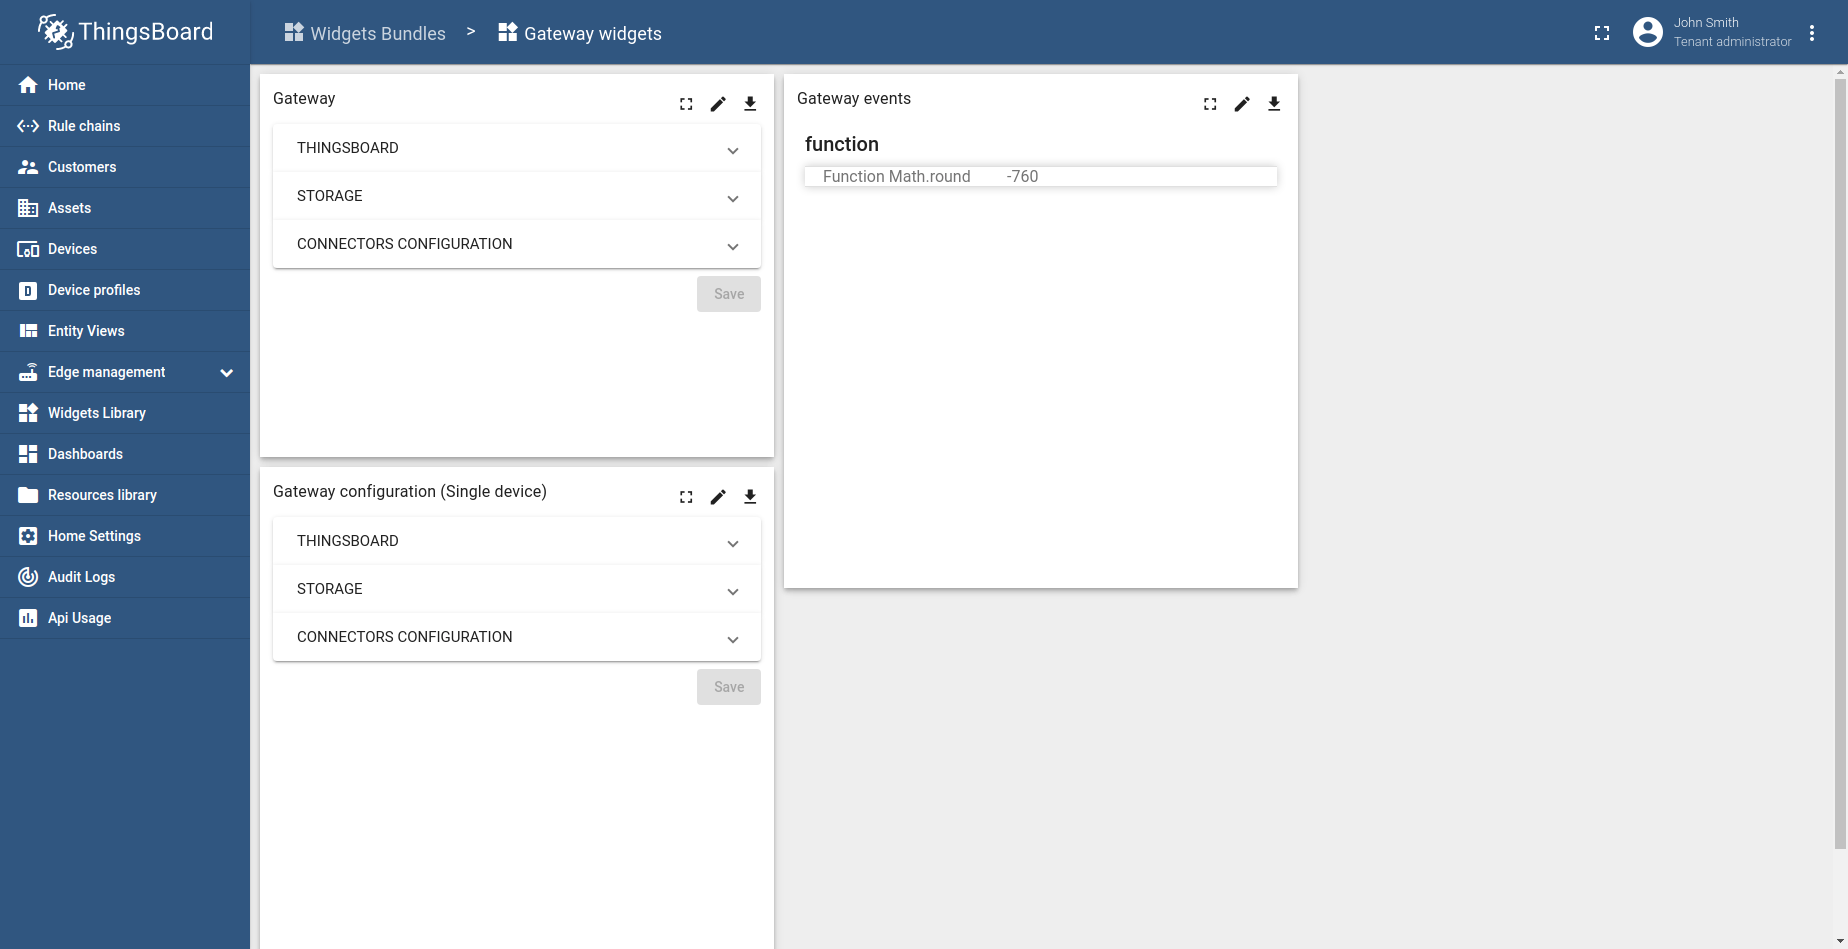 ThingsBoard
Widgets Bundles > Gateway widgets
John Smith
Tenant administrator
Home
Rule chains
Customers
Assets
Devices
Device profiles
Entity Views
Edge management
Widgets Library
Dashboards
Resources library
Home Settings
Audit Logs
Api Usage
Gateway
THINGSBOARD
STORAGE
CONNECTORS CONFIGURATION
Save
Gateway configuration (Single device)
THINGSBOARD
STORAGE
CONNECTORS CONFIGURATION
Save
Gateway events
function
Function Math.round -760